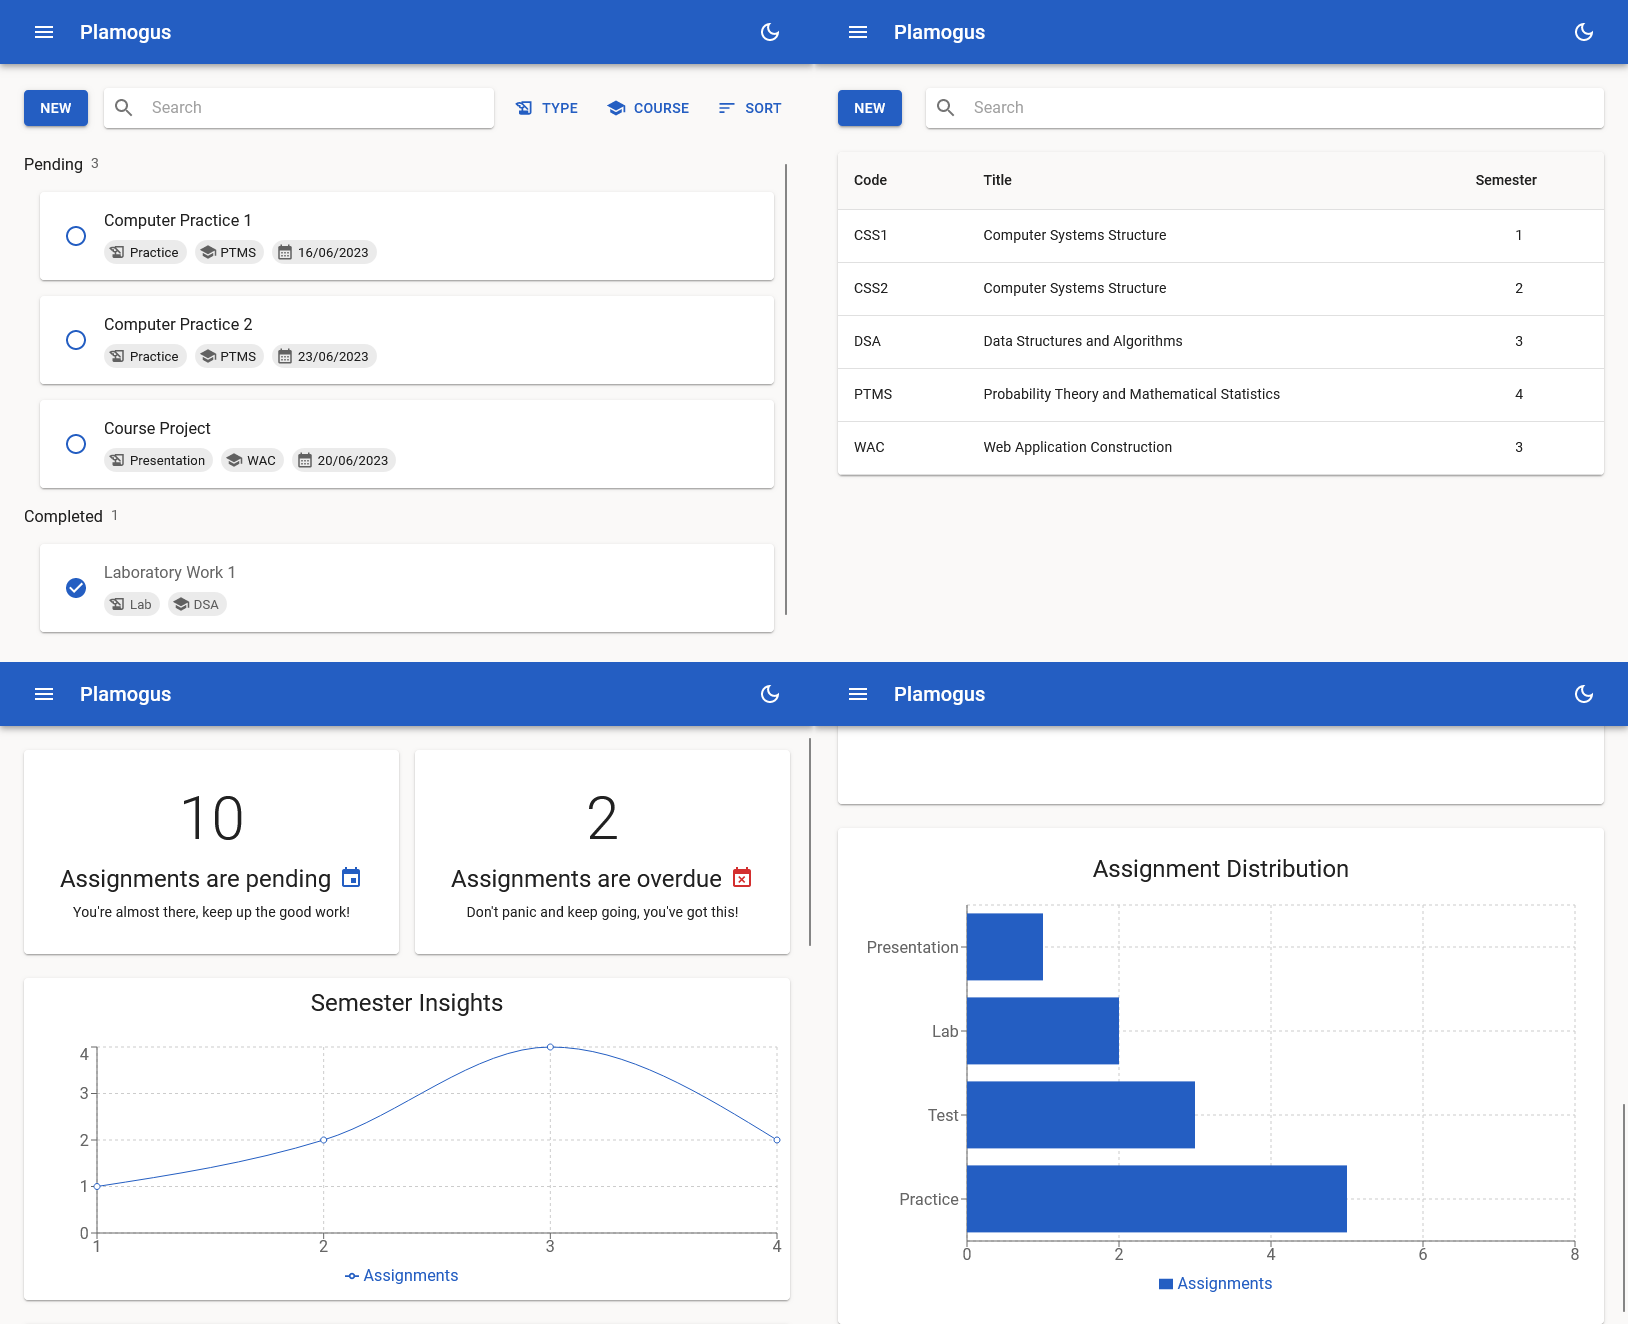 Plamogus
NEW
Search
TYPE
COURSE
SORT
Pending 3
Computer Practice 1
Practice PTMS 16/06/2023
Computer Practice 2
Practice PTMS 23/06/2023
Course Project
Presentation WAC 20/06/2023
Completed 1
Laboratory Work 1
Lab DSA
Plamogus
NEW
Search
Code Title Semester
CSS1 Computer Systems Structure 1
CSS2 Computer Systems Structure 2
DSA Data Structures and Algorithms 3
PTMS Probability Theory and Mathematical Statistics 4
WAC Web Application Construction 3
Plamogus
10
Assignments are pending
You're almost there, keep up the good work!
2
Assignments are overdue
Don't panic and keep going, you've got this!
Semester Insights
4
3
2
1
0
1 2 3 4
Assignments
Plamogus
Assignment Distribution
Presentation
Lab
Test
Practice
0 2 4 6 8
Assignments